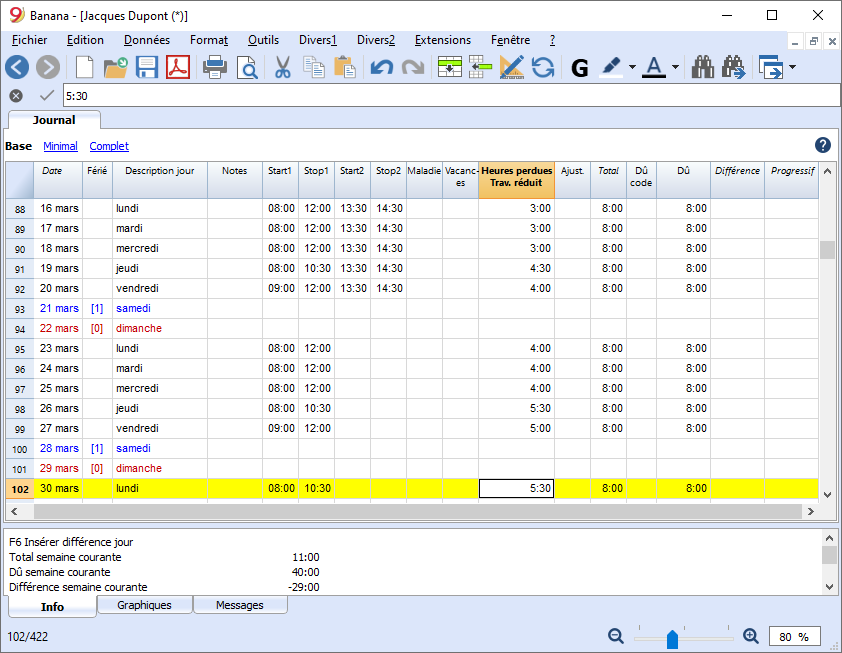 Banana - [Jacques Dupont (*)]
Fichier Edition Données Format Outils Divers1 Divers2 Extensions Fenêtre ?
G A
5:30
Journal
Base Minimal Complet ?
Date Férié Description jour Notes Start1 Stop1 Start2 Stop2 Maladie Vacanc- Heures perdues Ajust. Total Dû Dû Différence Progressif
es Trav. réduit code
88 16 mars lundi 08:00 12:00 13:30 14:30 3:00 8:00 8:00
89 17 mars mardi 08:00 12:00 13:30 14:30 3:00 8:00 8:00
90 18 mars mercredi 08:00 12:00 13:30 14:30 3:00 8:00 8:00
91 19 mars jeudi 08:00 10:30 13:30 14:30 4:30 8:00 8:00
92 20 mars vendredi 09:00 12:00 13:30 14:30 4:00 8:00 8:00
93 21 mars [1] samedi
94 22 mars [0] dimanche
95 23 mars lundi 08:00 12:00 4:00 8:00 8:00
96 24 mars mardi 08:00 12:00 4:00 8:00 8:00
97 25 mars mercredi 08:00 12:00 4:00 8:00 8:00
98 26 mars jeudi 08:00 10:30 5:30 8:00 8:00
99 27 mars vendredi 09:00 12:00 5:00 8:00 8:00
100 28 mars [1] samedi
101 29 mars [0] dimanche
102 30 mars lundi 08:00 10:30 5:30 8:00 8:00
F6 Insérer différence jour
Total semaine courante 11:00
Dû semaine courante 40:00
Différence semaine courante -29:00
Info Graphiques Messages
102/422 80 %